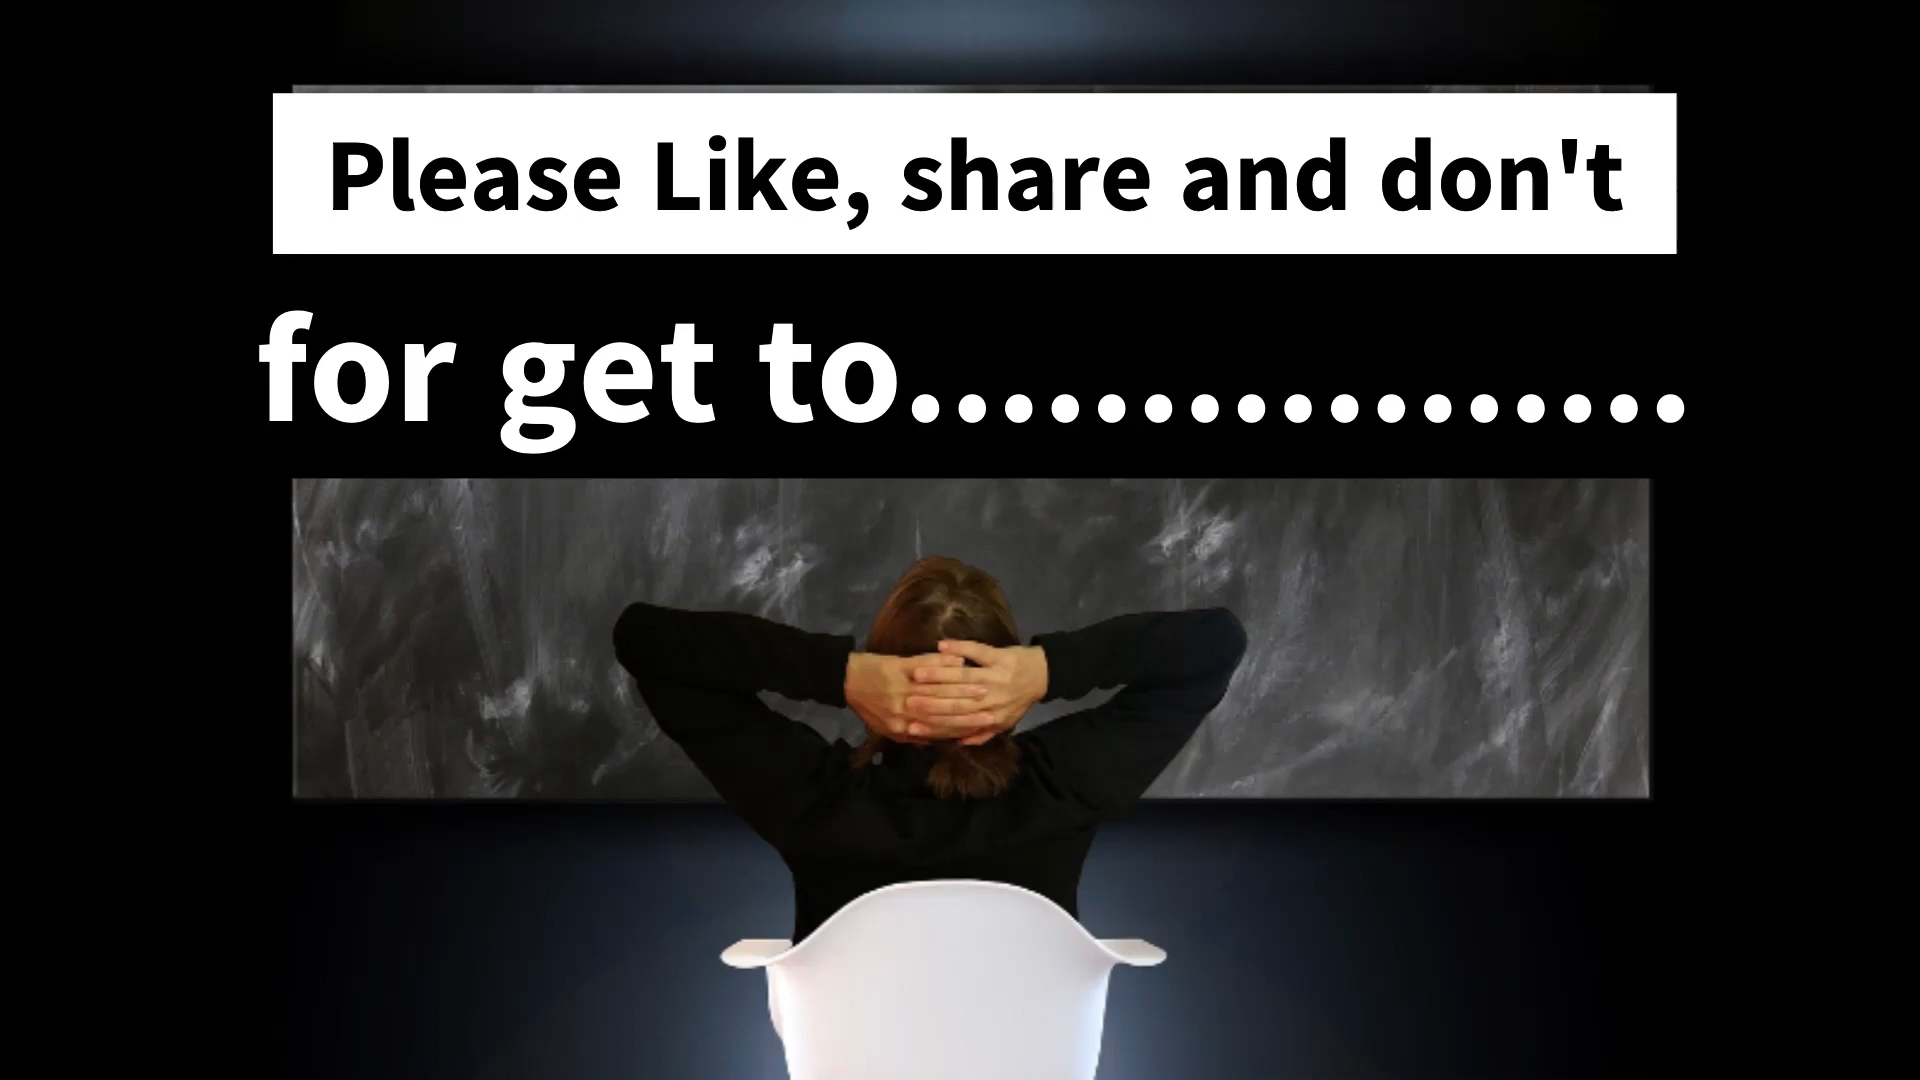 Please Like, share and don't
for get to.................